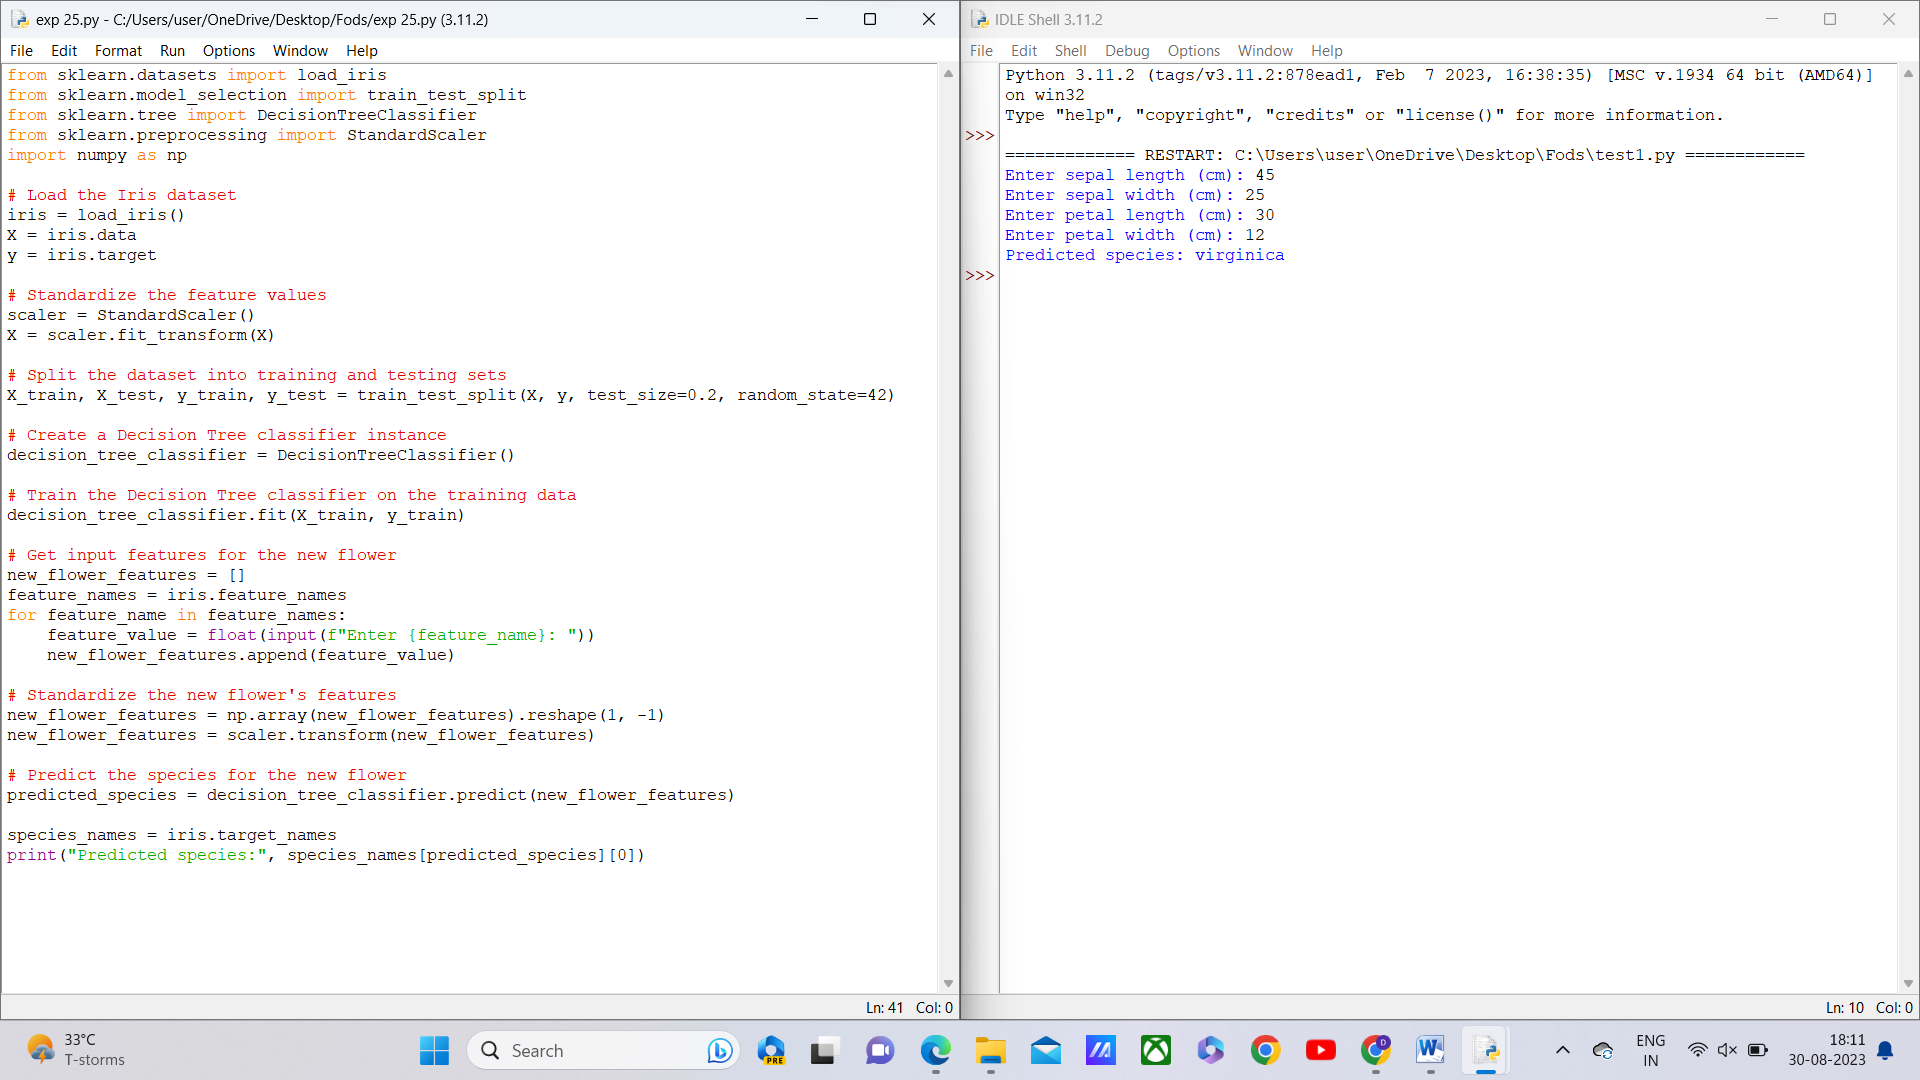 exp 25.py - C:/Users/user/OneDrive/Desktop/Fods/exp 25.py (3.11.2)
File Edit Format Run Options Window Help
from sklearn.datasets import load_iris
from sklearn.model_selection import train_test_split
from sklearn.tree import DecisionTreeClassifier
from sklearn.preprocessing import StandardScaler
import numpy as np

# Load the Iris dataset
iris = load_iris()
X = iris.data
y = iris.target

# Standardize the feature values
scaler = StandardScaler()
X = scaler.fit_transform(X)

# Split the dataset into training and testing sets
X_train, X_test, y_train, y_test = train_test_split(X, y, test_size=0.2, random_state=42)

# Create a Decision Tree classifier instance
decision_tree_classifier = DecisionTreeClassifier()

# Train the Decision Tree classifier on the training data
decision_tree_classifier.fit(X_train, y_train)

# Get input features for the new flower
new_flower_features = []
feature_names = iris.feature_names
for feature_name in feature_names:
    feature_value = float(input(f"Enter {feature_name}: "))
    new_flower_features.append(feature_value)

# Standardize the new flower's features
new_flower_features = np.array(new_flower_features).reshape(1, -1)
new_flower_features = scaler.transform(new_flower_features)

# Predict the species for the new flower
predicted_species = decision_tree_classifier.predict(new_flower_features)

species_names = iris.target_names
print("Predicted species:", species_names[predicted_species][0])
Ln: 41 Col: 0
IDLE Shell 3.11.2
File Edit Shell Debug Options Window Help
Python 3.11.2 (tags/v3.11.2:878ead1, Feb  7 2023, 16:38:35) [MSC v.1934 64 bit (AMD64)]
on win32
Type "help", "copyright", "credits" or "license()" for more information.
>>>
============= RESTART: C:\Users\user\OneDrive\Desktop\Fods\test1.py ============
Enter sepal length (cm): 45
Enter sepal width (cm): 25
Enter petal length (cm): 30
Enter petal width (cm): 12
Predicted species: virginica
>>>
Ln: 10 Col: 0
33°C
T-storms
Search
PRE
D
W
ENG
IN
18:11
30-08-2023